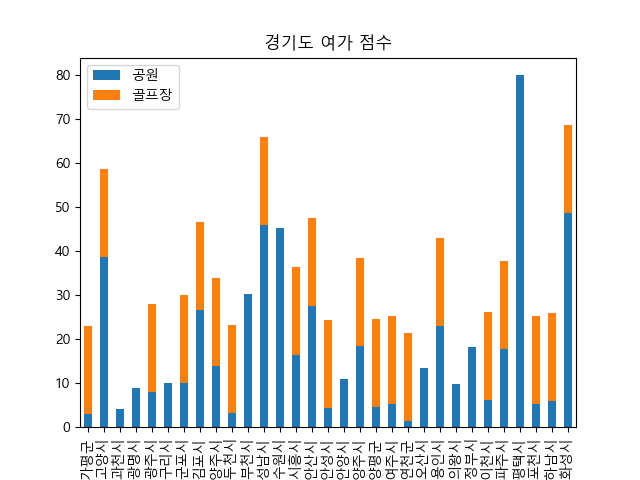 경기도 여가 점수
공원
골프장
80
70
60
50
40
30
20
10
0
가평군
고양시
과천시
광명시
광주시
구리시
군포시
김포시
양주시
두천시
부천시
성남시
수원시
시흥시
안산시
안성시
안양시
양주시
양평군
여주시
연천군
오산시
용인시
의왕시
정부시
이천시
파주시
평택시
포천시
하남시
화성시